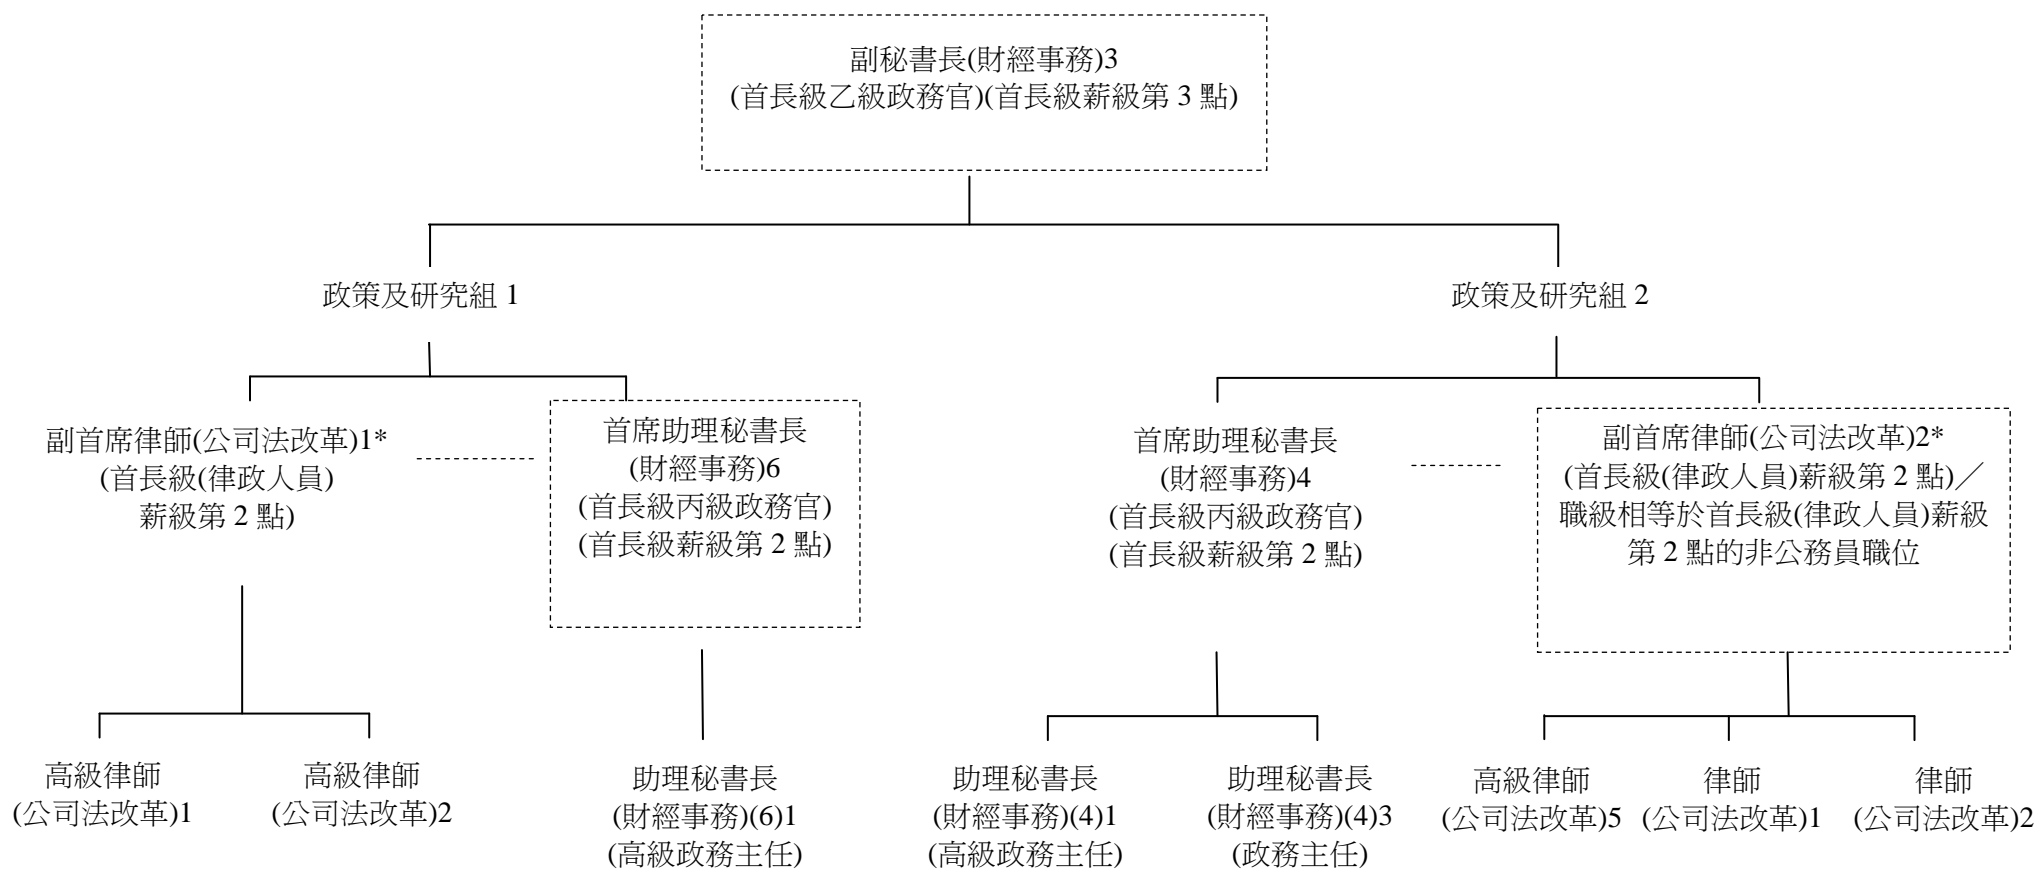 副秘書長(財經事務)3
(首長級乙級政務官)(首長級薪級第 3 點)
政策及研究組 1
政策及研究組 2
副首席律師(公司法改革)1*
(首長級(律政人員)
薪級第 2 點)
首席助理秘書長
(財經事務)6
(首長級丙級政務官)
(首長級薪級第 2 點)
首席助理秘書長
(財經事務)4
(首長級丙級政務官)
(首長級薪級第 2 點)
副首席律師(公司法改革)2*
(首長級(律政人員)薪級第 2 點)／
職級相等於首長級(律政人員)薪級
第 2 點的非公務員職位
高級律師
(公司法改革)1
高級律師
(公司法改革)2
助理秘書長
(財經事務)(6)1
(高級政務主任)
助理秘書長
(財經事務)(4)1
(高級政務主任)
助理秘書長
(財經事務)(4)3
(政務主任)
高級律師
(公司法改革)5
律師
(公司法改革)1
律師
(公司法改革)2